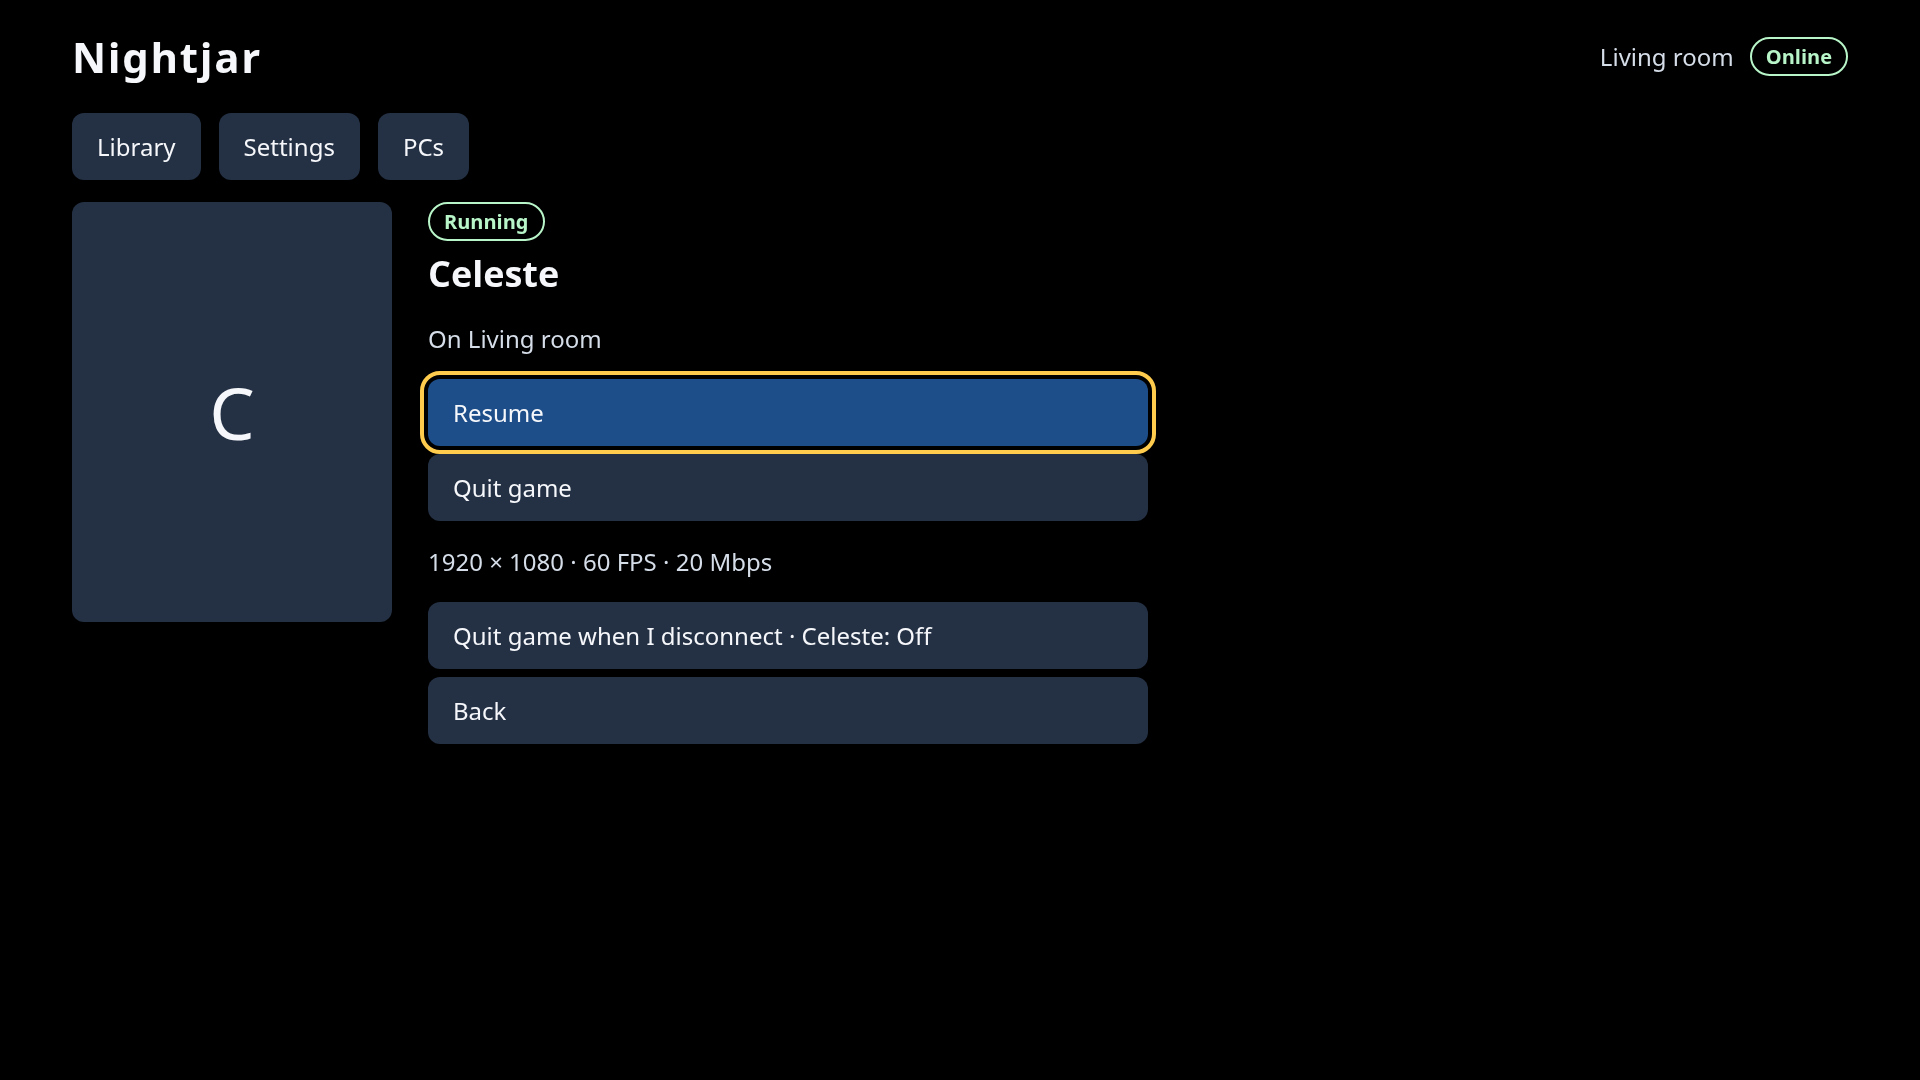 Nightjar
Living room Online
Library Settings PCs
C
Running
Celeste
On Living room
Resume
Quit game
1920 × 1080 · 60 FPS · 20 Mbps
Quit game when I disconnect · Celeste: Off
Back